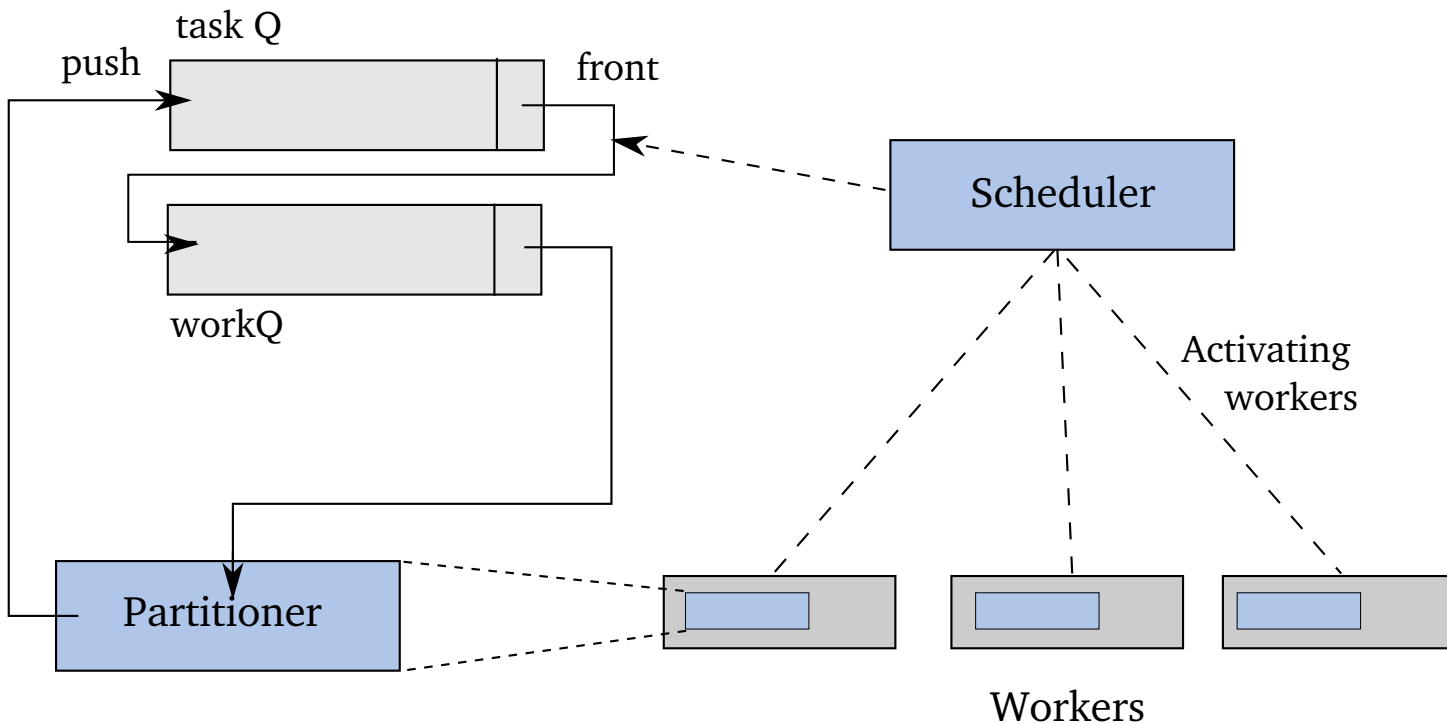 task Q
push
front
Scheduler
workQ
Activating
workers
Partitioner
Workers